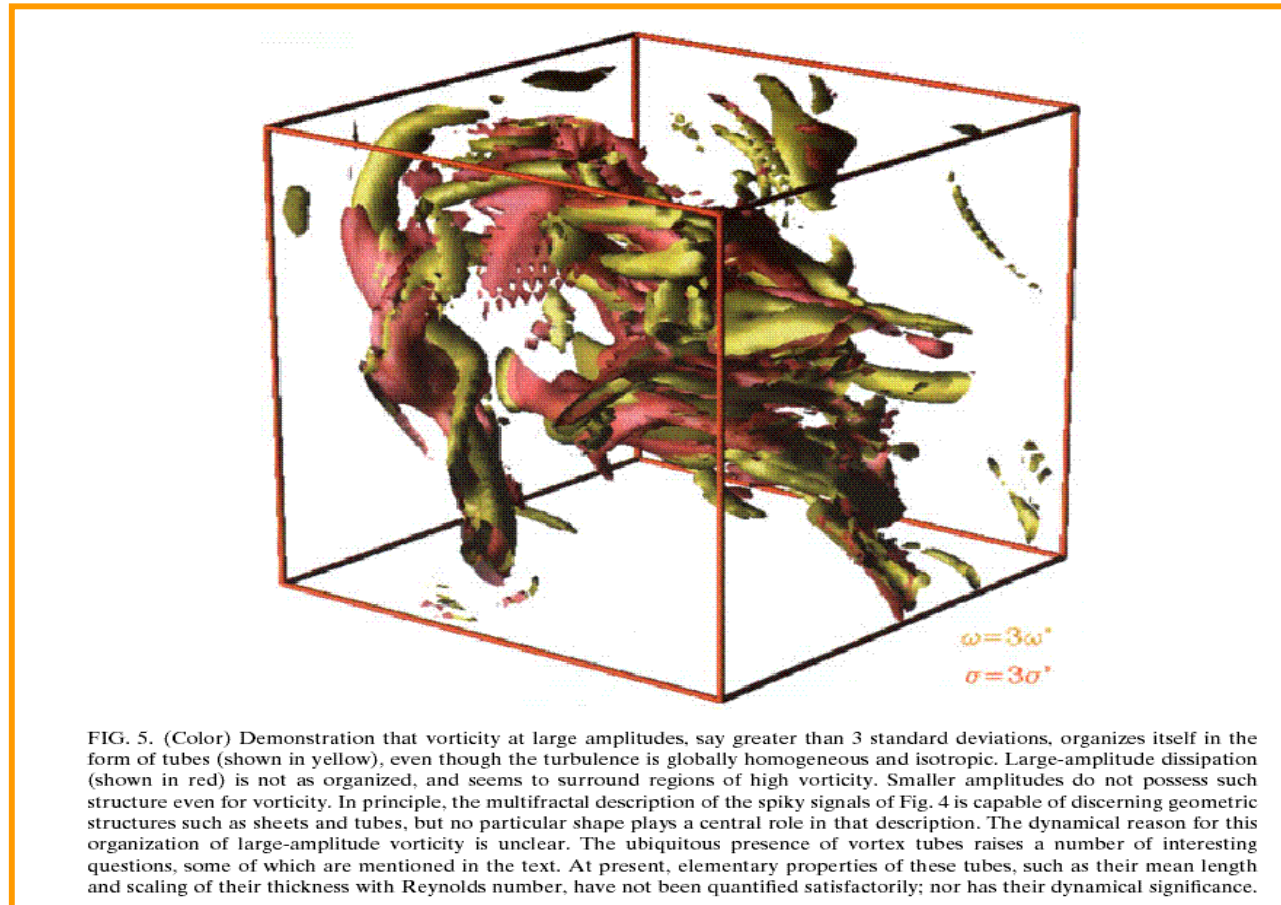 ω=3ω*
σ=3σ*
FIG. 5. (Color) Demonstration that vorticity at large amplitudes, say greater than 3 standard deviations, organizes itself in the
form of tubes (shown in yellow), even though the turbulence is globally homogeneous and isotropic. Large-amplitude dissipation
(shown in red) is not as organized, and seems to surround regions of high vorticity. Smaller amplitudes do not possess such
structure even for vorticity. In principle, the multifractal description of the spiky signals of Fig. 4 is capable of discerning geometric
structures such as sheets and tubes, but no particular shape plays a central role in that description. The dynamical reason for this
organization of large-amplitude vorticity is unclear. The ubiquitous presence of vortex tubes raises a number of interesting
questions, some of which are mentioned in the text. At present, elementary properties of these tubes, such as their mean length
and scaling of their thickness with Reynolds number, have not been quantified satisfactorily; nor has their dynamical significance.